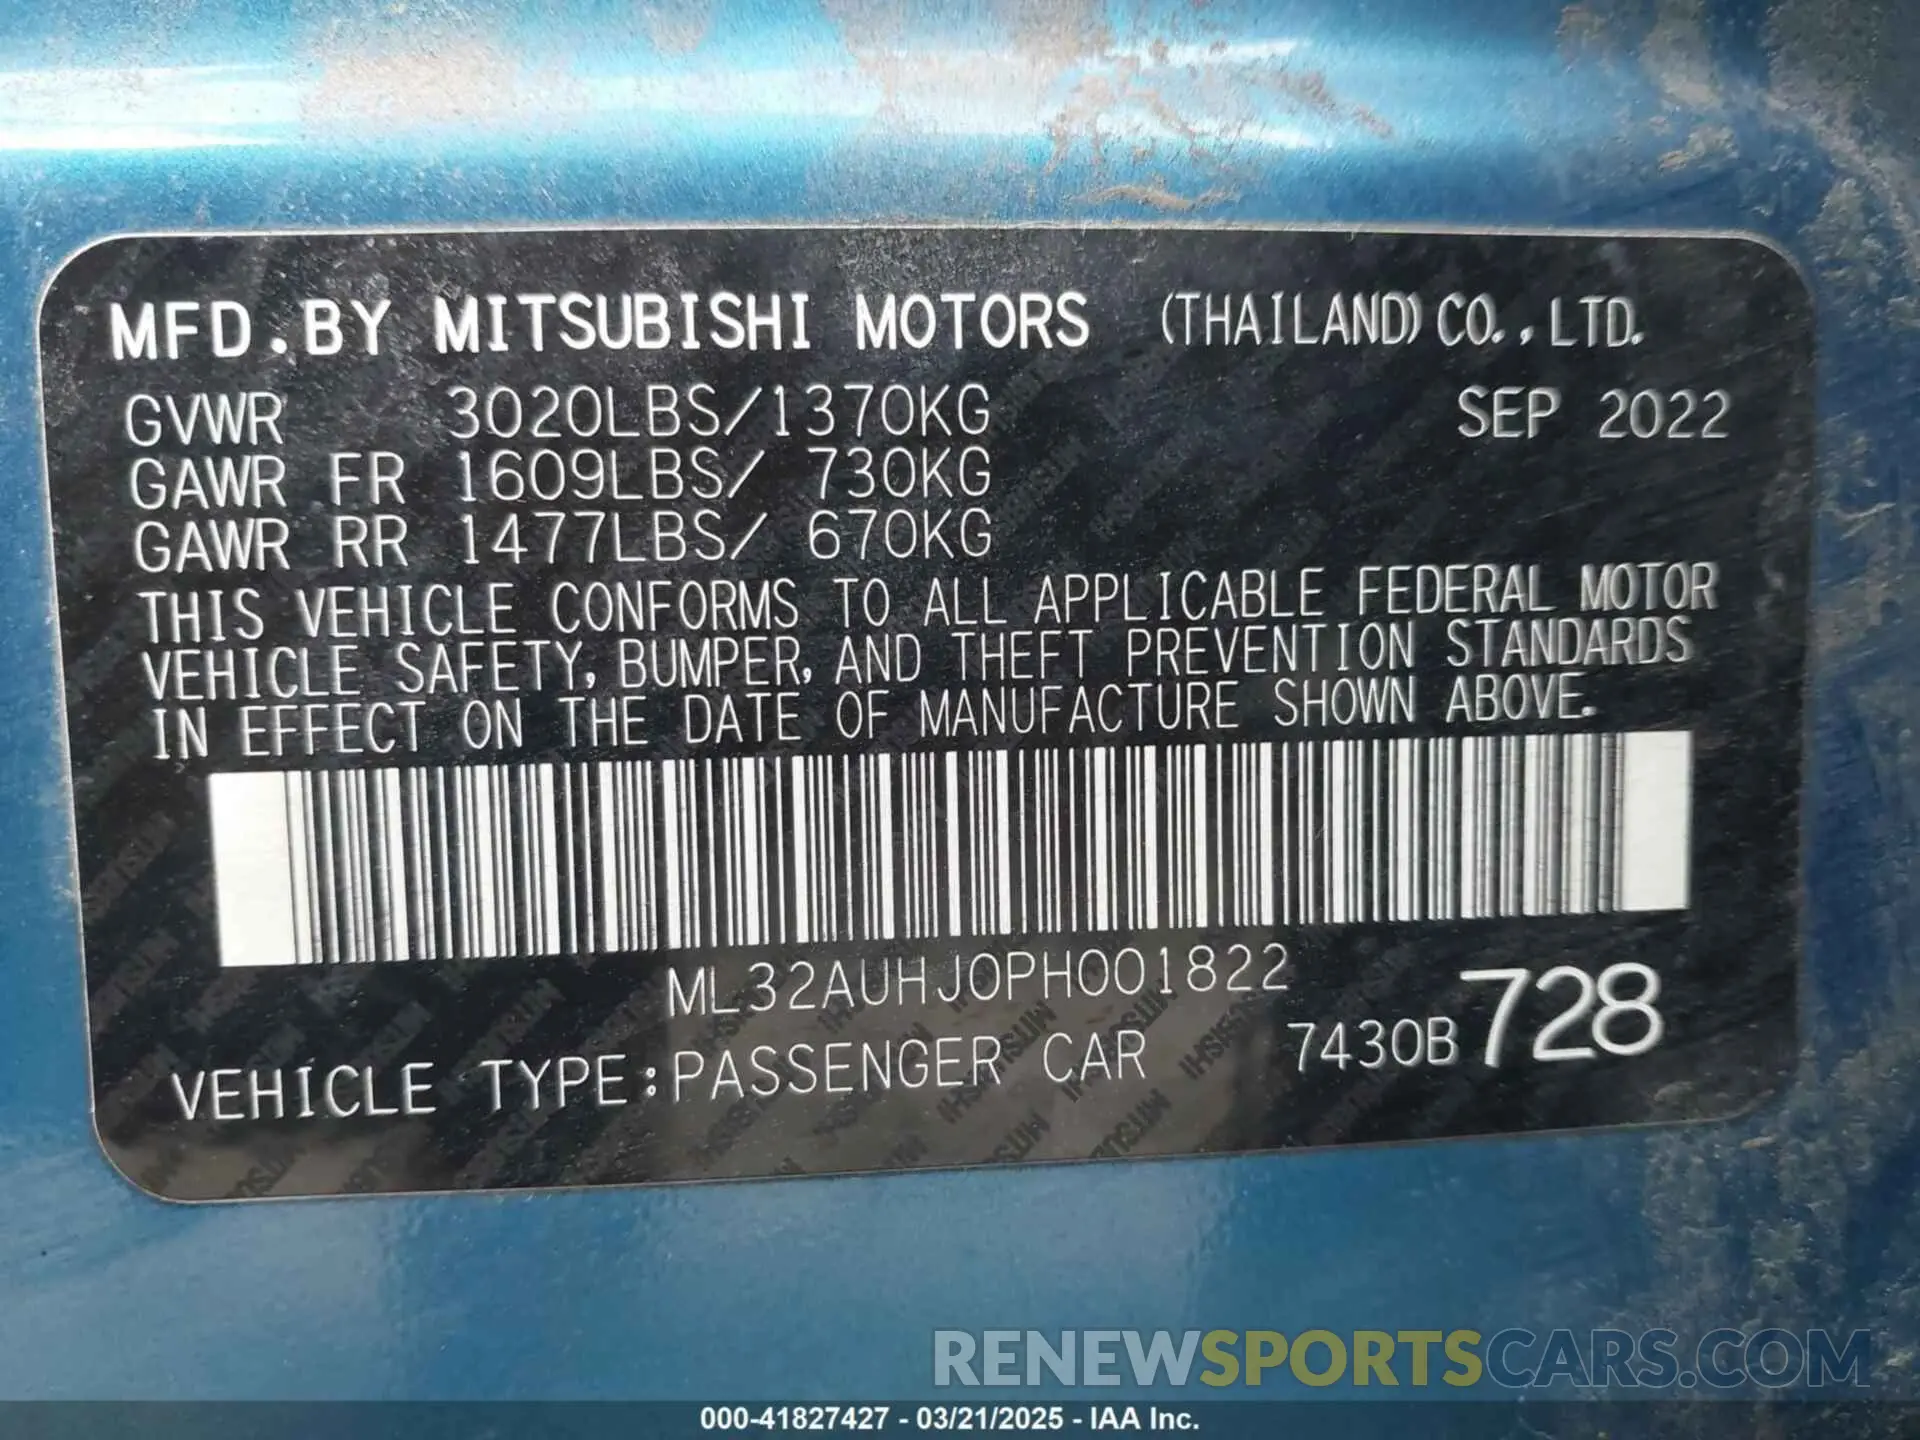 MFD.BY MITSUBISHI MOTORS (THAILAND) CO.,LTD.
GVWR 3020LBS/1370KG SEP 2022
GAWR FR 1609LBS/ 730KG
GAWR RR 1477LBS/ 670KG
THIS VEHICLE CONFORMS TO ALL APPLICABLE FEDERAL MOTOR
VEHICLE SAFETY, BUMPER, AND THEFT PREVENTION STANDARDS
IN EFFECT ON THE DATE OF MANUFACTURE SHOWN ABOVE.
ML32AUHJ0PH001822
VEHICLE TYPE:PASSENGER CAR 7430B728
RENEWSPORTSCARS.COM
000-41827427 - 03/21/2025 - IAA Inc.